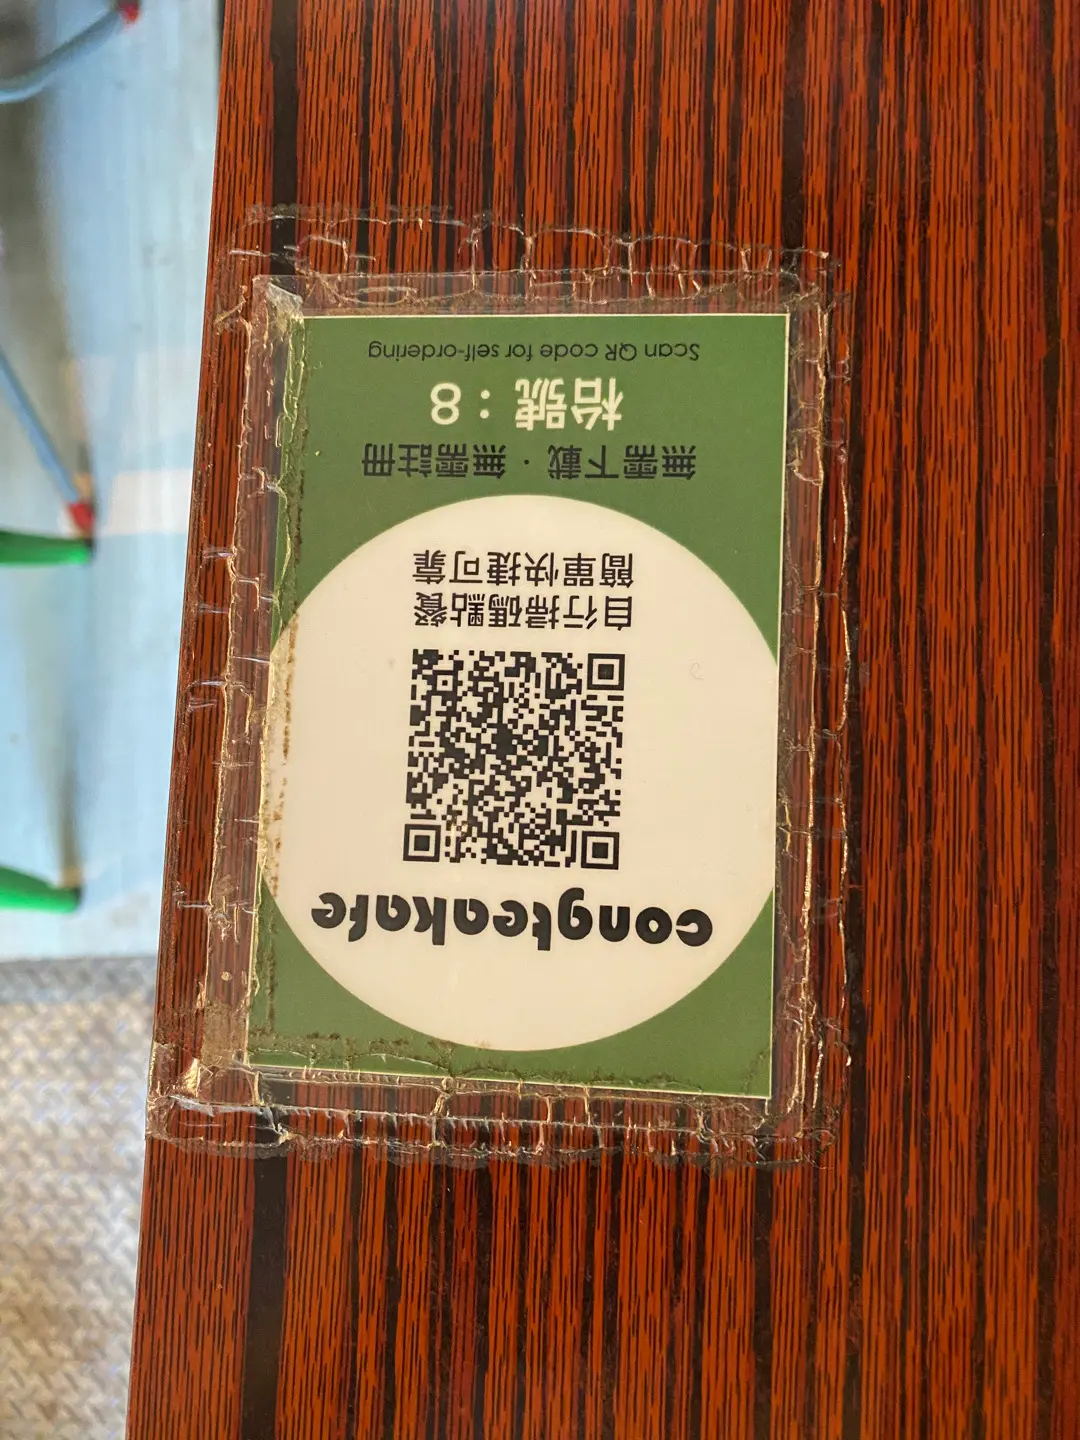 congteakafe
自行掃碼點餐
簡單快捷可靠
無需下載·無需註冊
枱號：8
Scan QR code for self-ordering